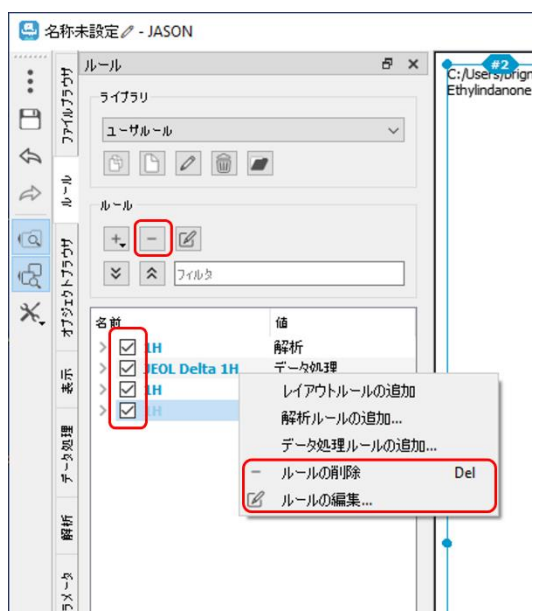 名称未設定 - JASON
ルール
ライブラリ
ユーザルール
ルール
フィルタ
名前 値
1H 解析
JEOL Delta 1H データ処理
1H
1H
レイアウトルールの追加
解析ルールの追加...
データ処理ルールの追加...
ルールの削除 Del
ルールの編集...
ファイルブラウザ
ルール
オブジェクトブラウザ
表示
データ処理
解析
ラメータ
#2
C:/Users/brign
Ethylindanone